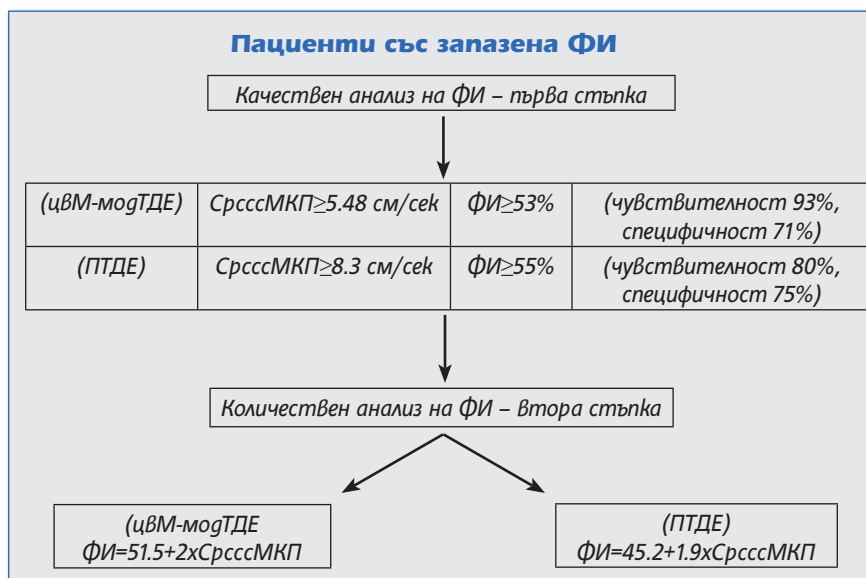 Пациенти със запазена ФИ
Качествен анализ на ФИ – първа стъпка
(цвМ-модТДЕ) СрсссМКП≥5.48 см/сек ФИ≥53% (чувствителност 93%,
специфичност 71%)
(ПТДЕ) СрсссМКП≥8.3 см/сек ФИ≥55% (чувствителност 80%,
специфичност 75%)
Количествен анализ на ФИ – втора стъпка
(цвМ-модТДЕ
ФИ=51.5+2хСрсссМКП
(ПТДЕ)
ФИ=45.2+1.9хСрсссМКП